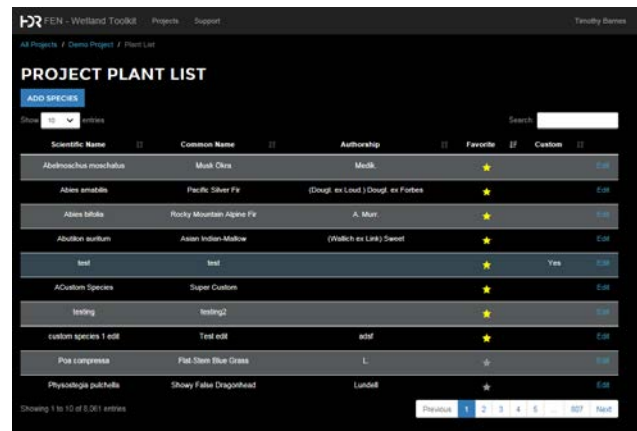 HDR FEN - Wetland Toolkit Projects Support Timothy Barnes
All Projects / Demo Project / Plant List
PROJECT PLANT LIST
ADD SPECIES
Show 10 entries Search:
Scientific Name Common Name Authorship Favorite Custom
Abelmoschus moschatus Musk Okra Medik. Edit
Abies amabilis Pacific Silver Fir (Dougl. ex Loud.) Dougl. ex Forbes Edit
Abies bifolia Rocky Mountain Alpine Fir A. Murr. Edit
Abutilon auritum Asian Indian-Mallow (Wallich ex Link) Sweet Edit
test test Yes Edit
ACustom Species Super Custom Edit
testing testing2 Edit
custom species 1 edit Test edit adsf Edit
Poa compressa Flat-Stem Blue Grass L. Edit
Physostegia pulchella Showy False Dragonhead Lundell Edit
Showing 1 to 10 of 8,061 entries Previous 1 2 3 4 5 ... 807 Next